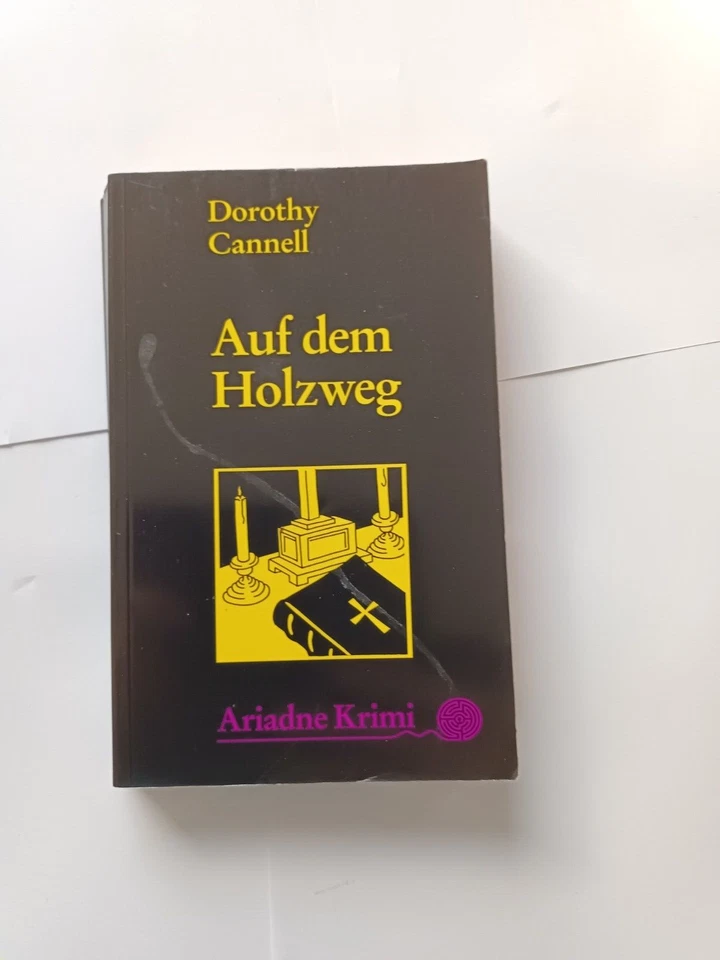 Dorothy
Cannell
Auf dem
Holzweg
Ariadne Krimi